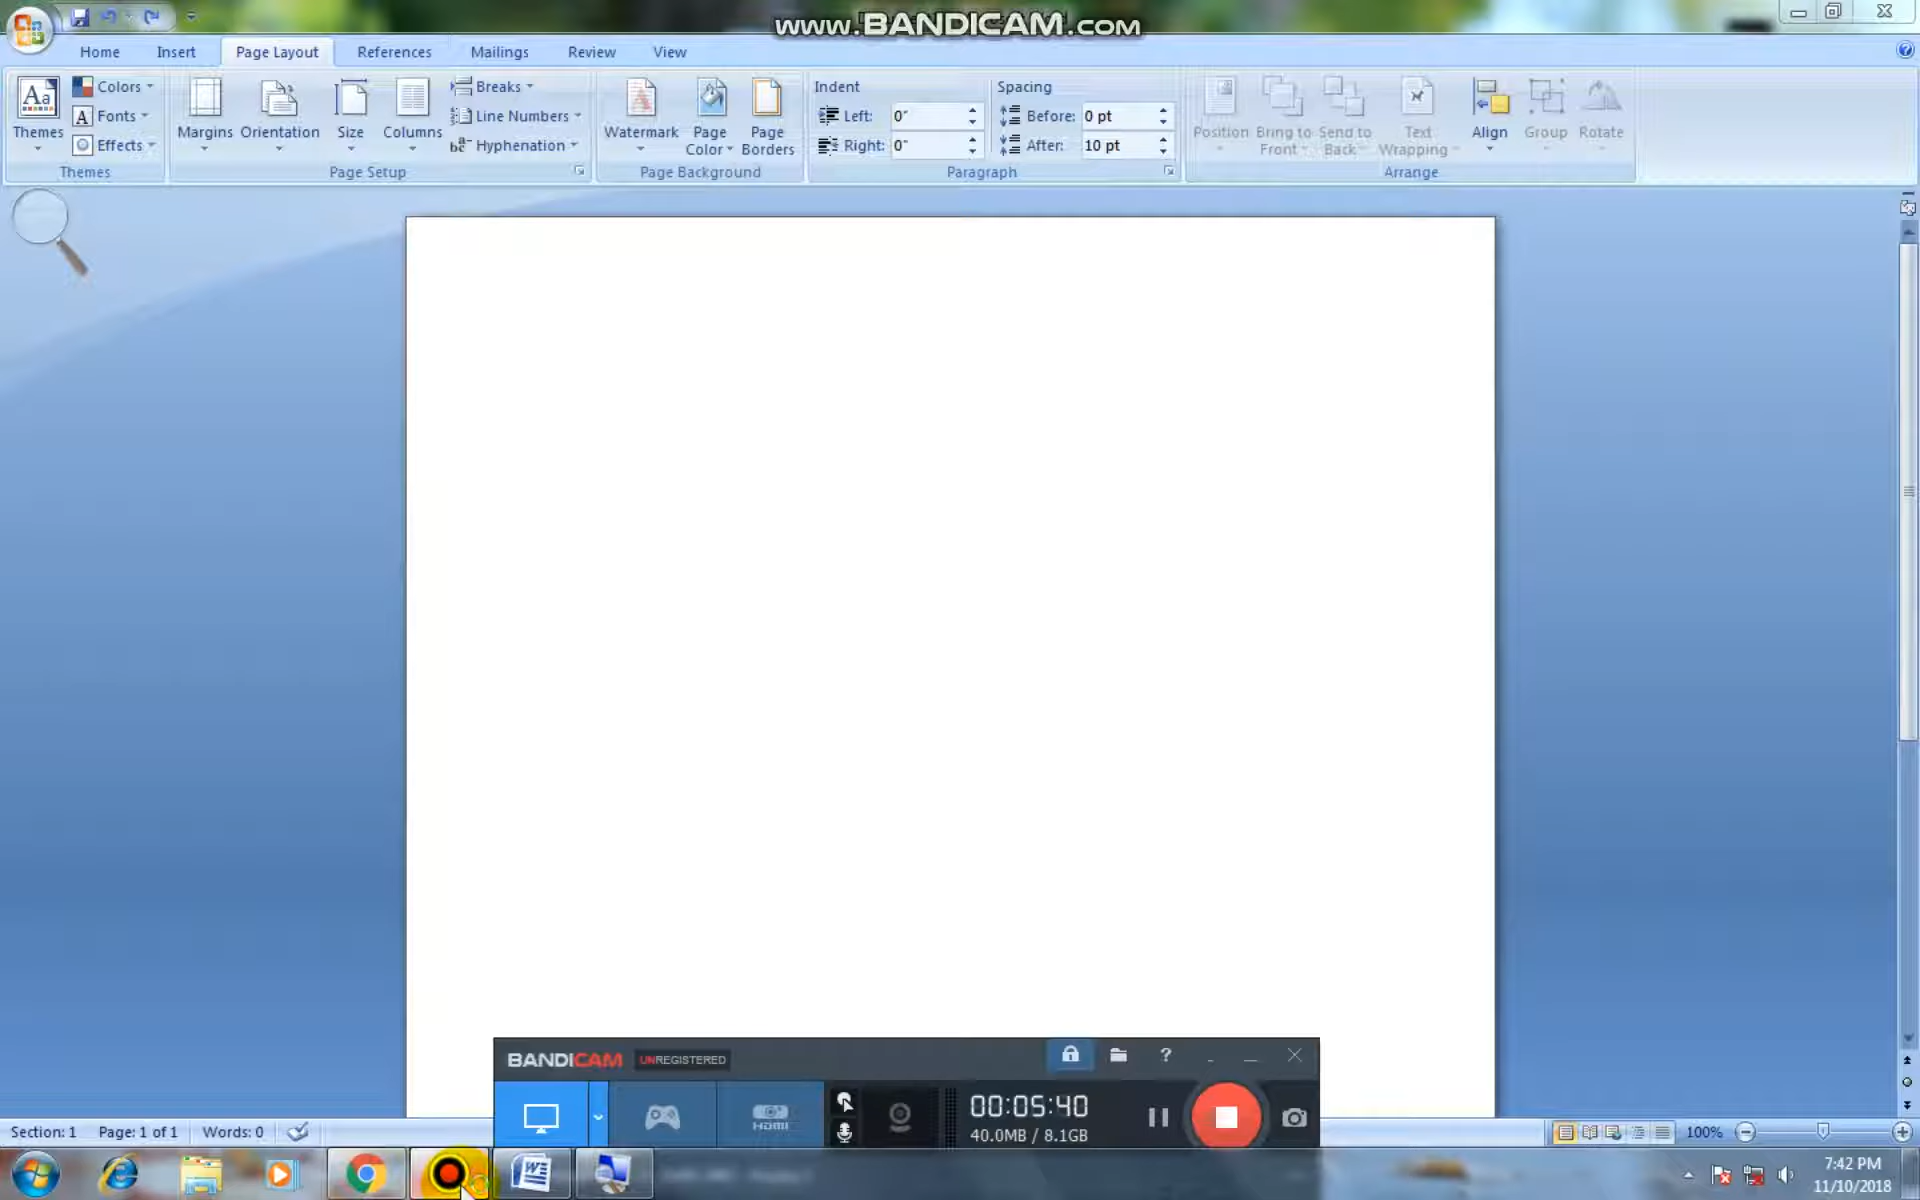 www.BANDICAM.com
Home Insert Page Layout References Mailings Review View
Aa Colors Breaks Indent Spacing
A Fonts Line Numbers Left: 0" Before: 0 pt
Themes Margins Orientation Size Columns Watermark Page Color Page Borders Position Bring to Front Send to Back Text Wrapping Align Group Rotate
Effects Hyphenation Right: 0" After: 10 pt
Themes Page Setup Page Background Paragraph Arrange
BANDICAM UNREGISTERED ?
HDMI 00:05:40
40.0MB / 8.1GB
Section: 1 Page: 1 of 1 Words: 0 100%
7:42 PM
11/10/2018